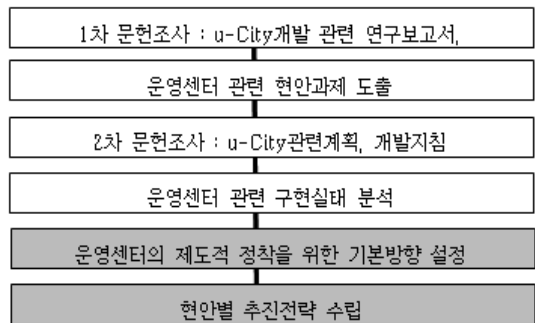 1차 문헌조사 : u-City개발 관련 연구보고서,
운영센터 관련 현안과제 도출
2차 문헌조사 : u-City관련계획, 개발지침
운영센터 관련 구현실태 분석
운영센터의 제도적 정착을 위한 기본방향 설정
현안별 추진전략 수립